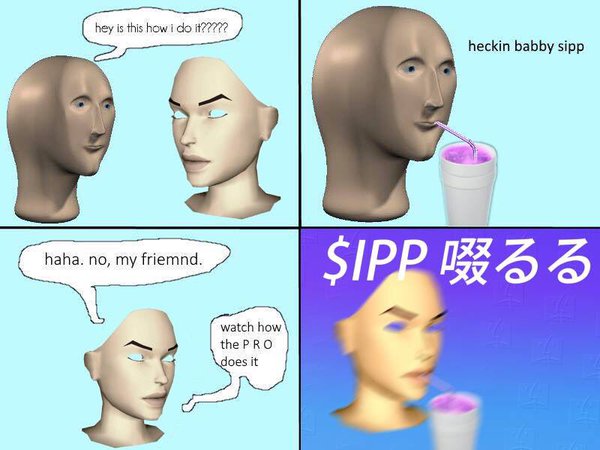 hey is this how i do it?????
heckin babby sipp
haha. no, my friemnd.
watch how
the P R O
does it
$IPP 啜るる